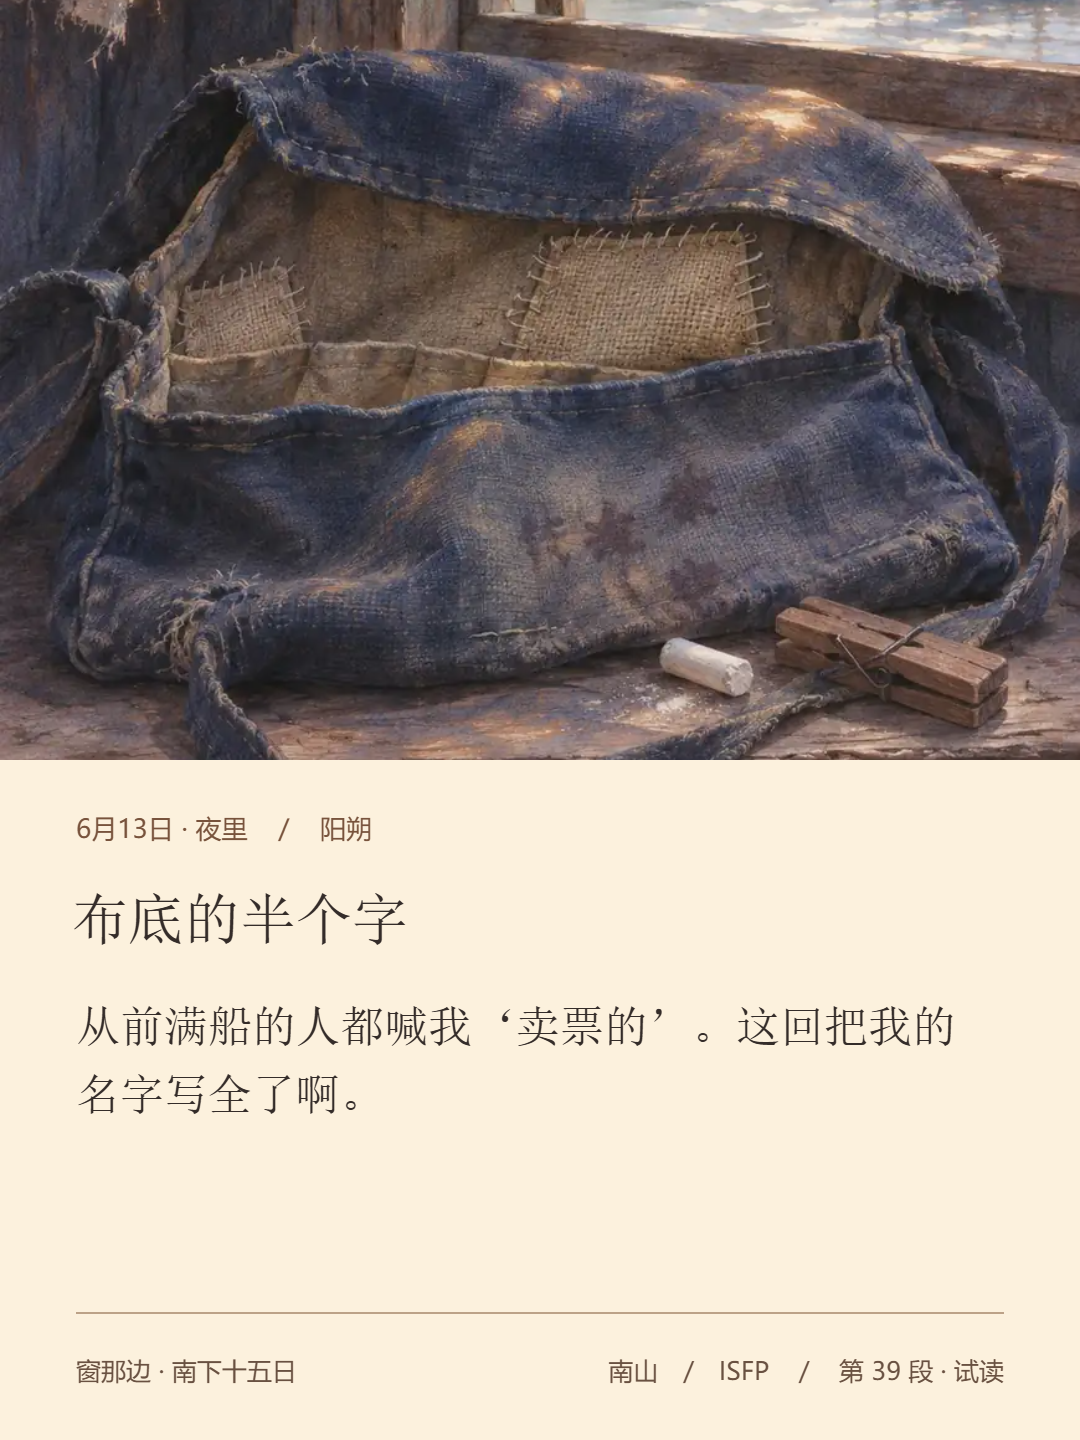 6月13日 · 夜里 / 阳朔
布底的半个字
从前满船的人都喊我‘卖票的’。这回把我的
名字写全了啊。
窗那边 · 南下十五日
南山 / ISFP / 第 39 段 · 试读